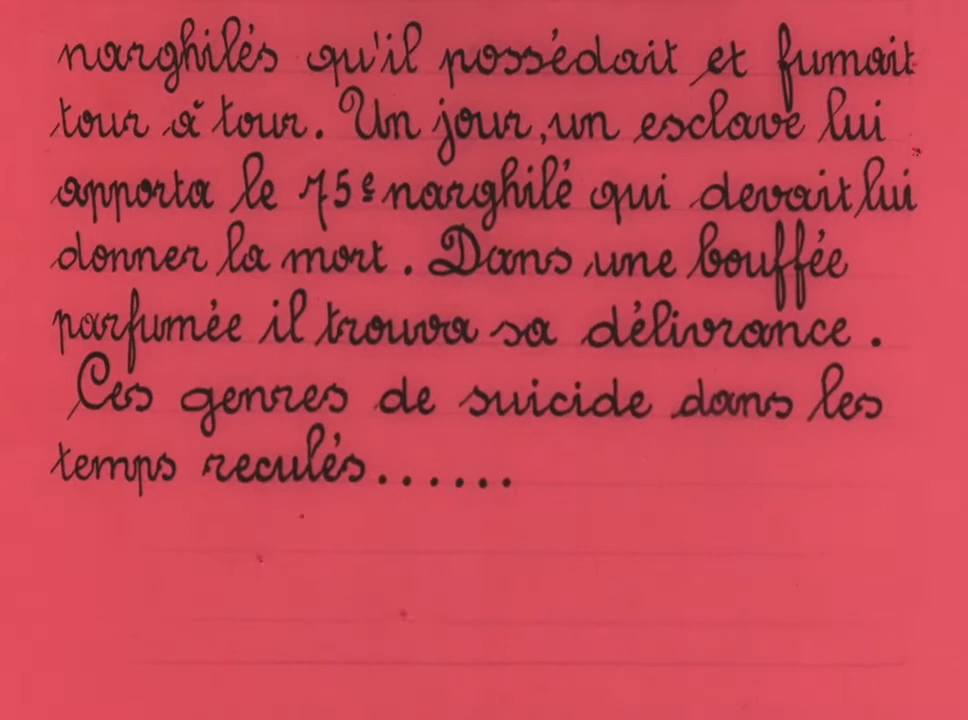 narghilés qu'il possédait et fumait
tour à tour. Un jour, un esclave lui
apporta le 75e narghilé qui devait lui
donner la mort. Dans une bouffée
parfumée il trouva sa délivrance.
Ces genres de suicide dans les
temps reculés......